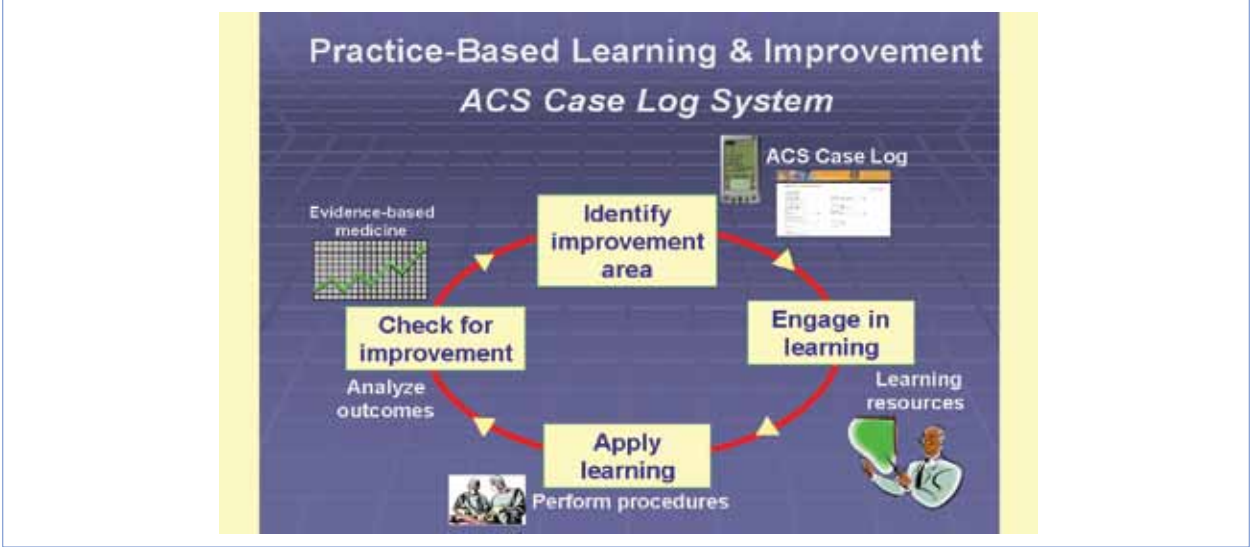 Practice-Based Learning & Improvement
ACS Case Log System
ACS Case Log
Identify
improvement
area
Evidence-based
medicine
Engage in
learning
Check for
improvement
Learning
resources
Analyze
outcomes
Apply
learning
Perform procedures